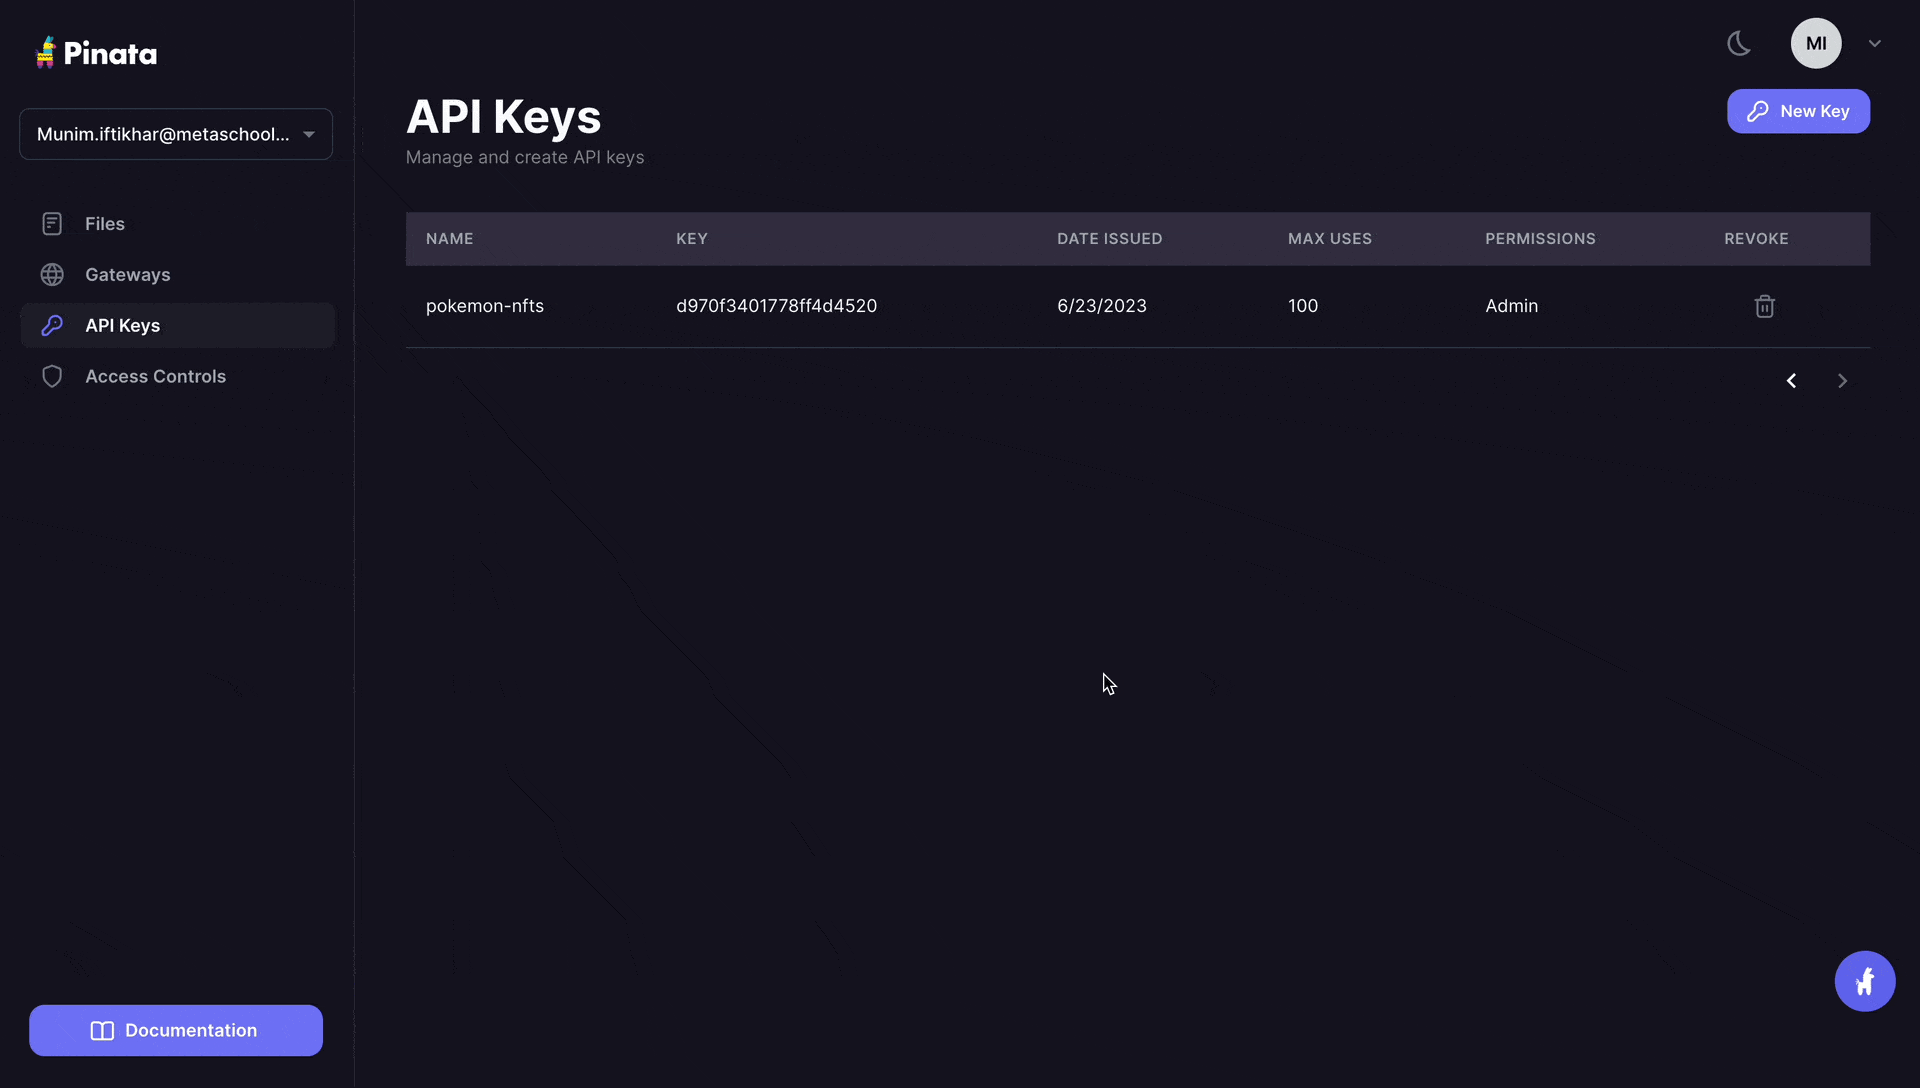 Pinata
Munim.iftikhar@metaschool...
Files
Gateways
API Keys
Access Controls
Documentation
MI
API Keys
Manage and create API keys
New Key
NAME KEY DATE ISSUED MAX USES PERMISSIONS REVOKE
pokemon-nfts d970f3401778ff4d4520 6/23/2023 100 Admin